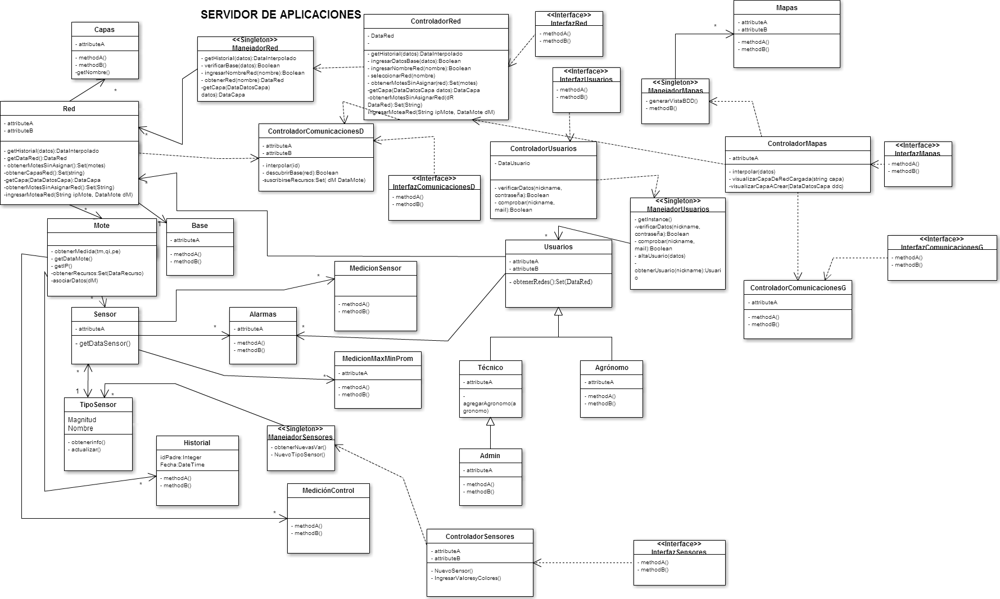 SERVIDOR DE APLICACIONES
Capas
- attributeA
- methodA()
- methodB()
-getNombre()
<<Singleton>>
ManejadorRed
- getHistorial(datos):DataInterpolado
- verificarBase(datos):Boolean
- ingresarNombreRed(nombre):Boolean
- obtenerRed(nombre):DataRed
-getCapa(DataDatosCapa)
datos):DataCapa
ControladorRed
- DataRed
-
- getHistorial(datos):DataInterpolado
- ingresarDatosBase(datos):Boolean
- ingresarNombreRed(nombre):Boolean
- seleccionarRed(nombre)
- obtenerMotesSinAsignar(red):Set(motes)
-getCapa(DataDatosCapa datos):DataCapa
-obtenerMotesSinAsignarRed(dR
DataRed):Set(String)
ingresarMoteaRed(String ipMote, DataMote dM)
<<Interface>>
InterfazRed
- methodA()
- methodB()
<<Interface>>
InterfazUsuarios
- methodA()
- methodB()
Mapas
- attributeA
- attributeB
- methodA()
- methodB()
*
<<Singleton>>
ManejadorMapas
- generarVistaBDD()
- methodB()
*
Red
- attributeA
- attributeB
- getHistorial(datos):DataInterpolado
- getDataRed():DataRed
- obtenerMotesSinAsignar():Set(motes)
-obtenerCapasRed():Set(string)
-getCapa(DataDatosCapa):DataCapa
-obtenerMotesSinAsignarRed():Set(String)
-ingresarMoteaRed(String ipMote, DataMote dM)
*
*
ControladorComunicacionesD
- attributeA
- attributeB
- interpolar(id)
- descubrirBase(red):Boolean
-suscribirseRecursos:Set( dM DataMote)
<<Interface>>
InterfazComunicacionesD
- methodA()
- methodB()
ControladorUsuarios
- DataUsuario
- verificarDatos(nickname,
contraseña):Boolean
- comprobar(nickname,
mail):Boolean
ControladorMapas
- attributeA
- interpolar(datos)
- visualizarCapaDeRedCargada(string capa)
-visualizarCapaACrear(DataDatosCapa ddc)
<<Interface>>
InterfazMapas
- methodA()
- methodB()
<<Singleton>>
ManejadorUsuarios
- getInstance()
-verificarDatos(nickname,
contraseña):Boolean
- comprobar(nickname,
mail):Boolean
- altaUsuario(datos)
-
obtenerUsuario(nickname):Usuari
o
*
1
Mote
- obtenerMedida(tm,qi,pe)
- getDataMote()
- getIP()
-obtenerRecursos:Set(DataRecurso)
-asociarDatos(dM)
Base
- attributeA
- methodA()
- methodB()
*
Usuarios
- attributeA
- attributeB
- obtenerRedes():Set(DataRed)
<<Interface>>
InterfazComunicacionesG
- methodA()
- methodB()
ControladorComunicacionesG
- attributeA
- methodA()
- methodB()
*
MedicionSensor
- methodA()
- methodB()
*
Sensor
- attributeA
- getDataSensor()
*
*
Alarmas
- attributeA
- methodA()
- methodB()
*
MedicionMaxMinProm
- attributeA
- methodA()
- methodB()
Técnico
- attributeA
-
agregarAgronomo(a
gronomo)
Agrónomo
- attributeA
- methodA()
- methodB()
*
1
*
TipoSensor
Magnitud
Nombre
- obtenerinfo()
- actualizar()
<<Singleton>>
ManejadorSensores
- obtenerNuevasVar()
- NuevoTipoSensor()
Historial
idPadre:Integer
Fecha:DateTime
- methodA()
- methodB()
*
Admin
- attributeA
- methodA()
- methodB()
*
MediciónControl
- methodA()
- methodB()
ControladorSensores
- attributeA
- attributeB
- NuevoSensor()
- IngresarValoresyColores()
<<Interface>>
InterfazSensores
- methodA()
- methodB()